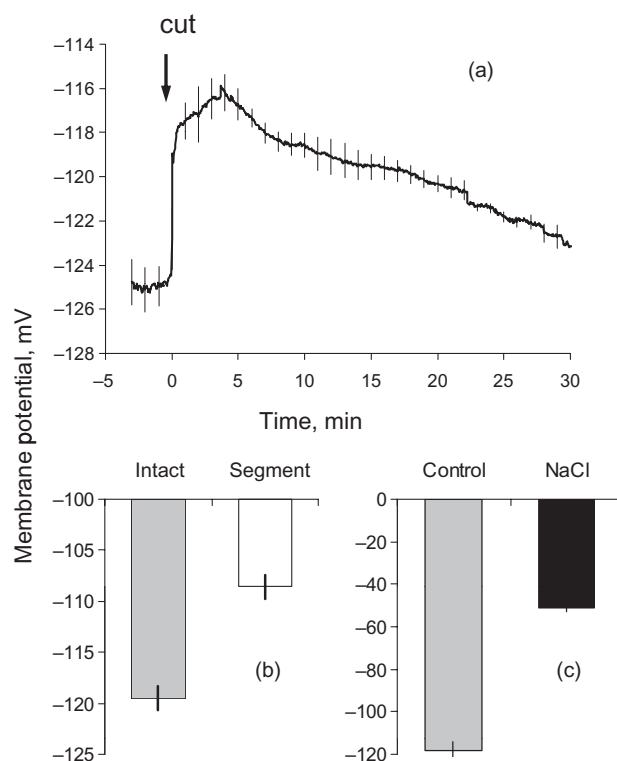 cut
(a)
–114
–116
–118
–120
–122
–124
–126
–128
–5 0 5 10 15 20 25 30
Time, min
Membrane potential, mV
Intact Segment
–100
–105
–110
–115
–120
–125
(b)
Control NaCl
0
–20
–40
–60
–80
–100
–120
(c)